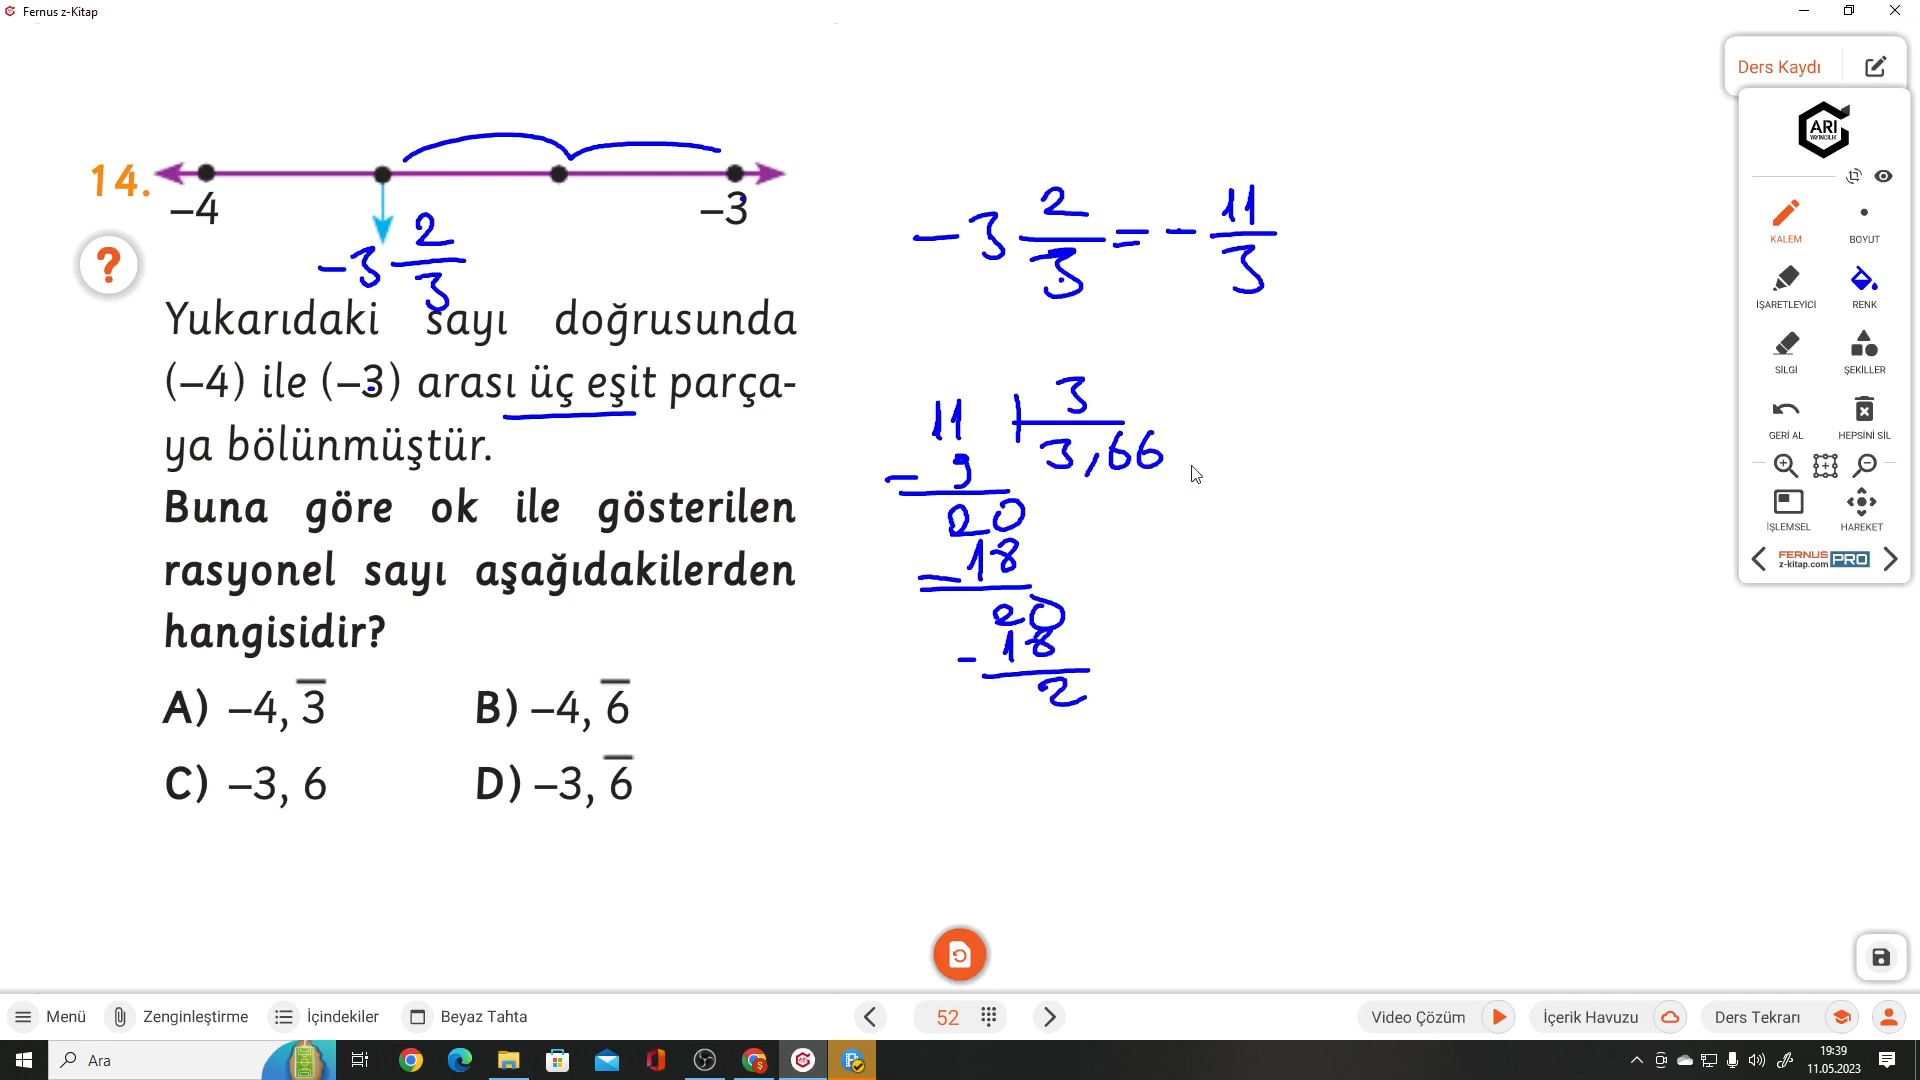 Fernus z-Kitap
Ders Kaydı
ARI
YAYINCILIK
14.
–4
–3
-3 2/3
-3 2/3 = - 11/3
KALEM
BOYUT
İŞARETLEYİCİ
RENK
SİLGİ
ŞEKİLLER
GERİ AL
HEPSİNİ SİL
İŞLEMSEL
HAREKET
FERNUS
z-kitap.com PRO
?
Yukarıdaki sayı doğrusunda
(–4) ile (–3) arası üç eşit parça-
ya bölünmüştür.
Buna göre ok ile gösterilen
rasyonel sayı aşağıdakilerden
hangisidir?
A) –4, 3̅
B) –4, 6̅
C) –3, 6
D) –3, 6̅
11 3
- 9 3,66
20
- 18
20
- 18
2
Menü
Zenginleştirme
İçindekiler
Beyaz Tahta
52
Video Çözüm
İçerik Havuzu
Ders Tekrarı
Ara
19:39
11.05.2023